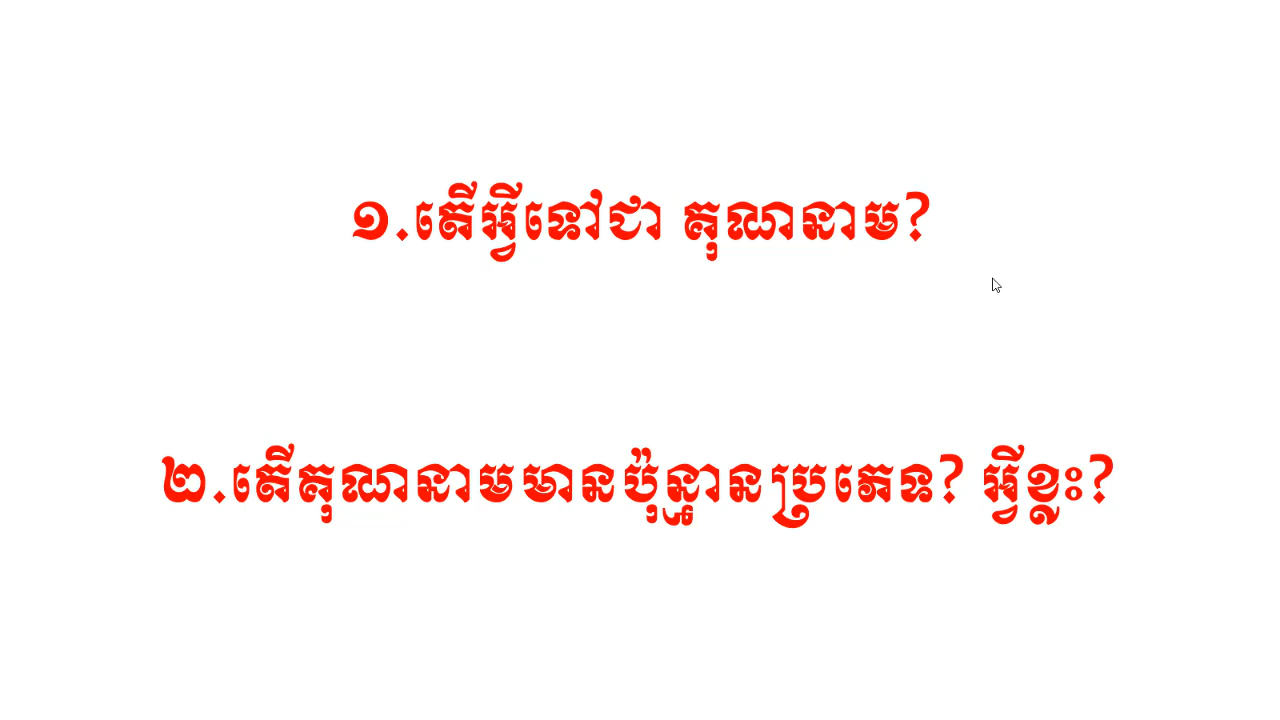 ១.តើអ្វីទៅជា គុណនាម?
២.តើគុណនាមមានប៉ុន្មានប្រភេទ? អ្វីខ្លះ?